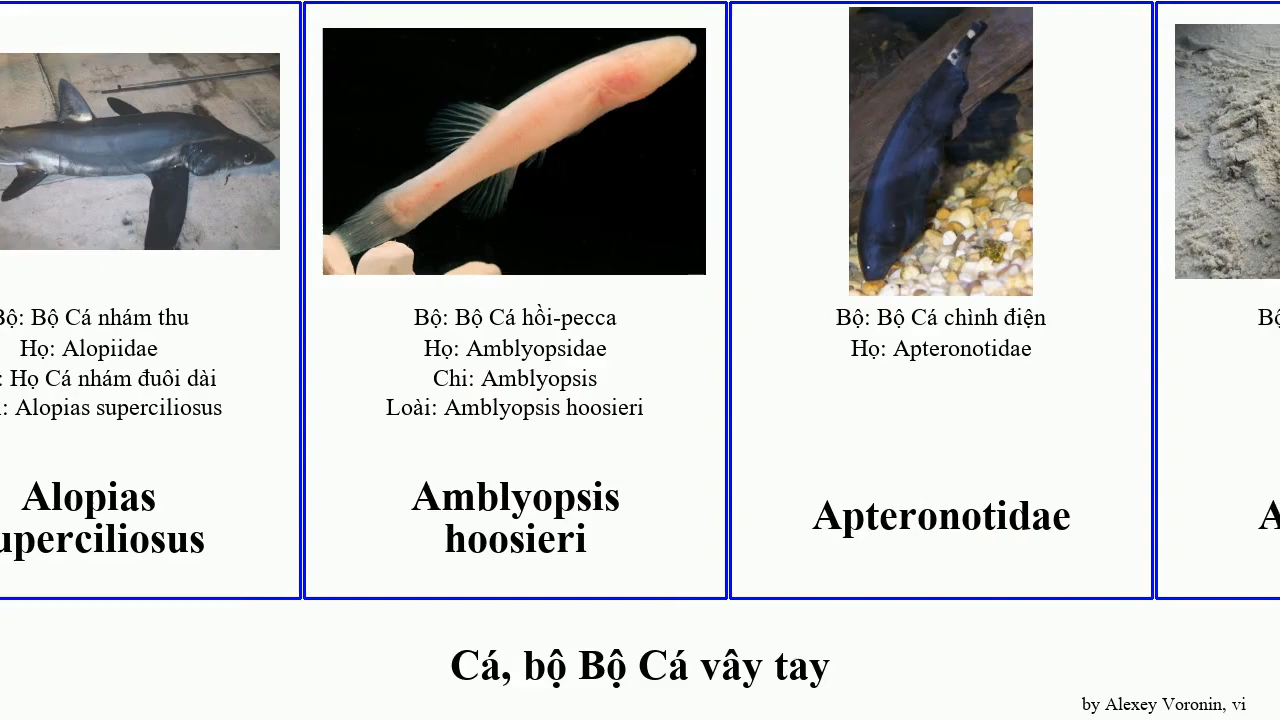 Bộ: Bộ Cá nhám thu
Họ: Alopiidae
: Họ Cá nhám đuôi dài
: Alopias superciliosus
Alopias
uperciliosus
Bộ: Bộ Cá hồi-pecca
Họ: Amblyopsidae
Chi: Amblyopsis
Loài: Amblyopsis hoosieri
Amblyopsis
hoosieri
Bộ: Bộ Cá chình điện
Họ: Apteronotidae
Apteronotidae
Cá, bộ Bộ Cá vây tay
by Alexey Voronin, vi